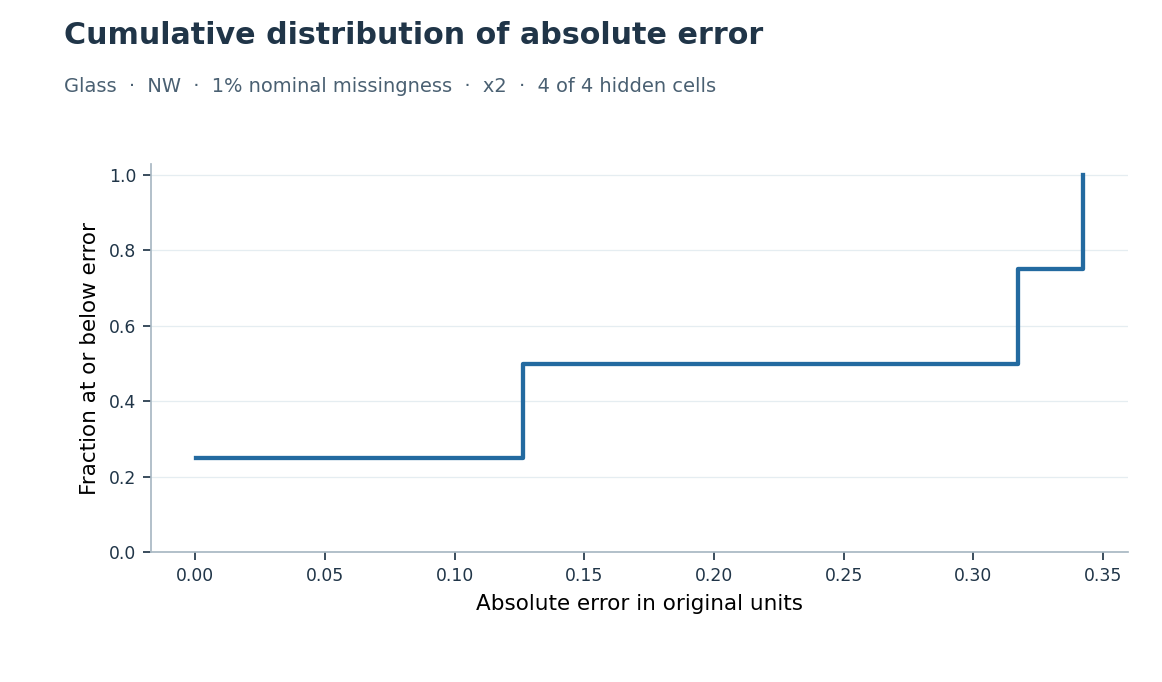 Cumulative distribution of absolute error
Glass · NW · 1% nominal missingness · x2 · 4 of 4 hidden cells
Fraction at or below error
1.0
0.8
0.6
0.4
0.2
0.0
0.00 0.05 0.10 0.15 0.20 0.25 0.30 0.35
Absolute error in original units